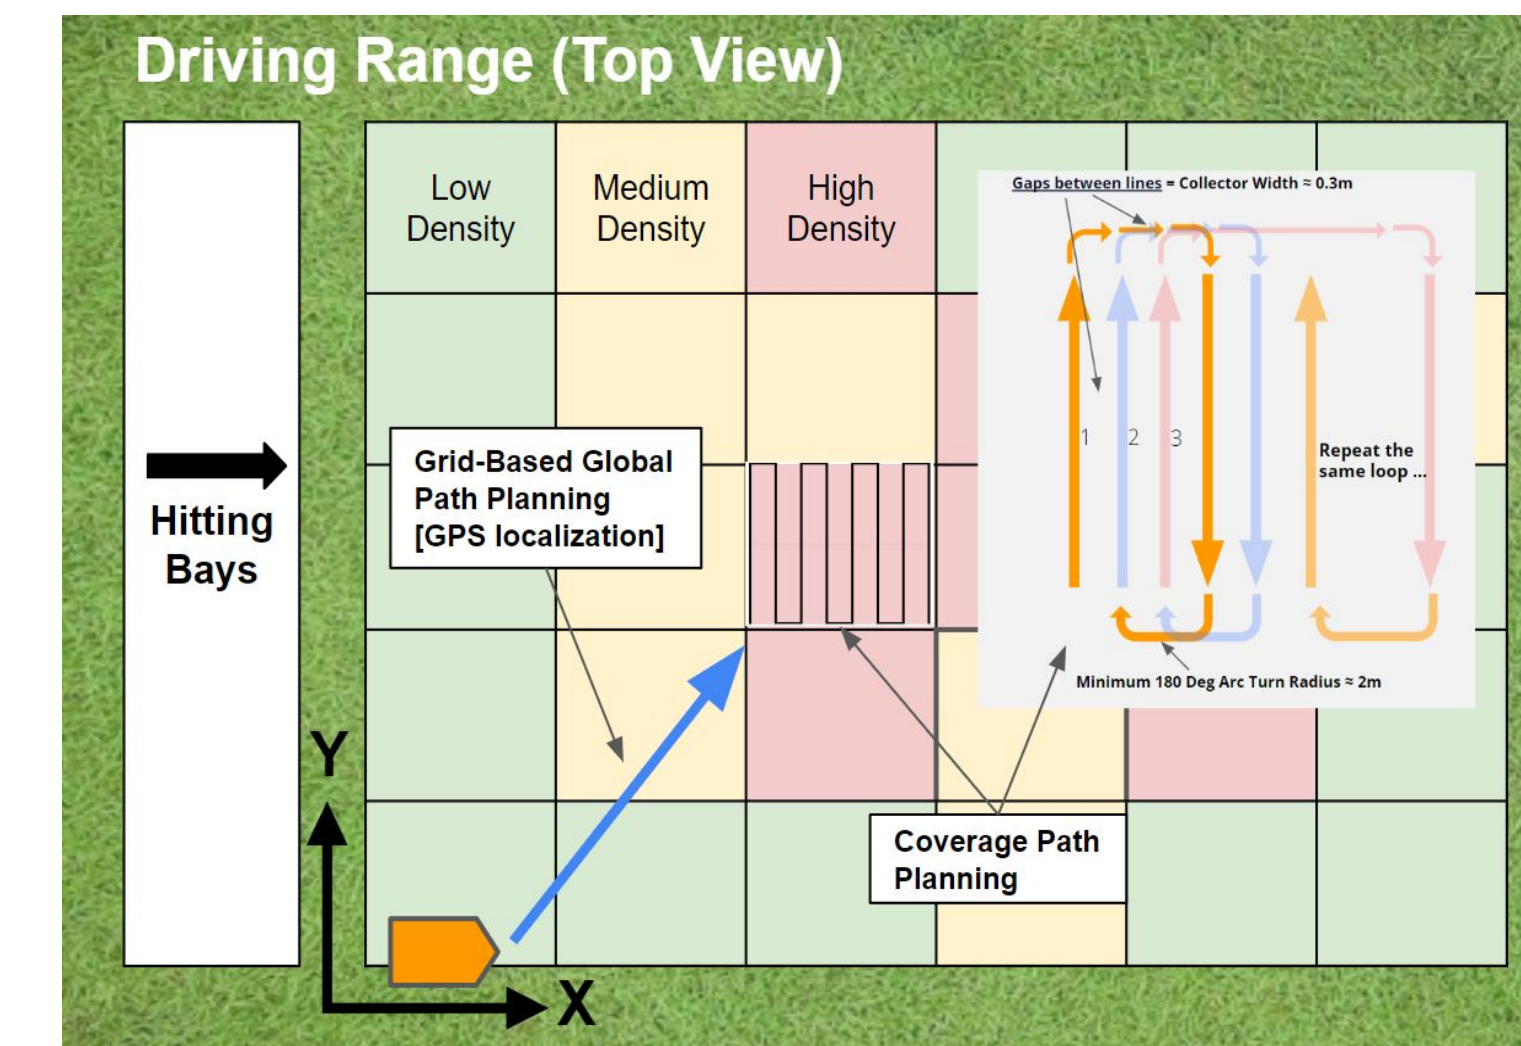 Driving Range (Top View)
Low
Density
Medium
Density
High
Density
Gaps between lines = Collector Width ≈ 0.3m
1
2
3
Repeat the
same loop ...
Minimum 180 Deg Arc Turn Radius ≈ 2m
Grid-Based Global
Path Planning
[GPS localization]
Hitting
Bays
Coverage Path
Planning
Y
X